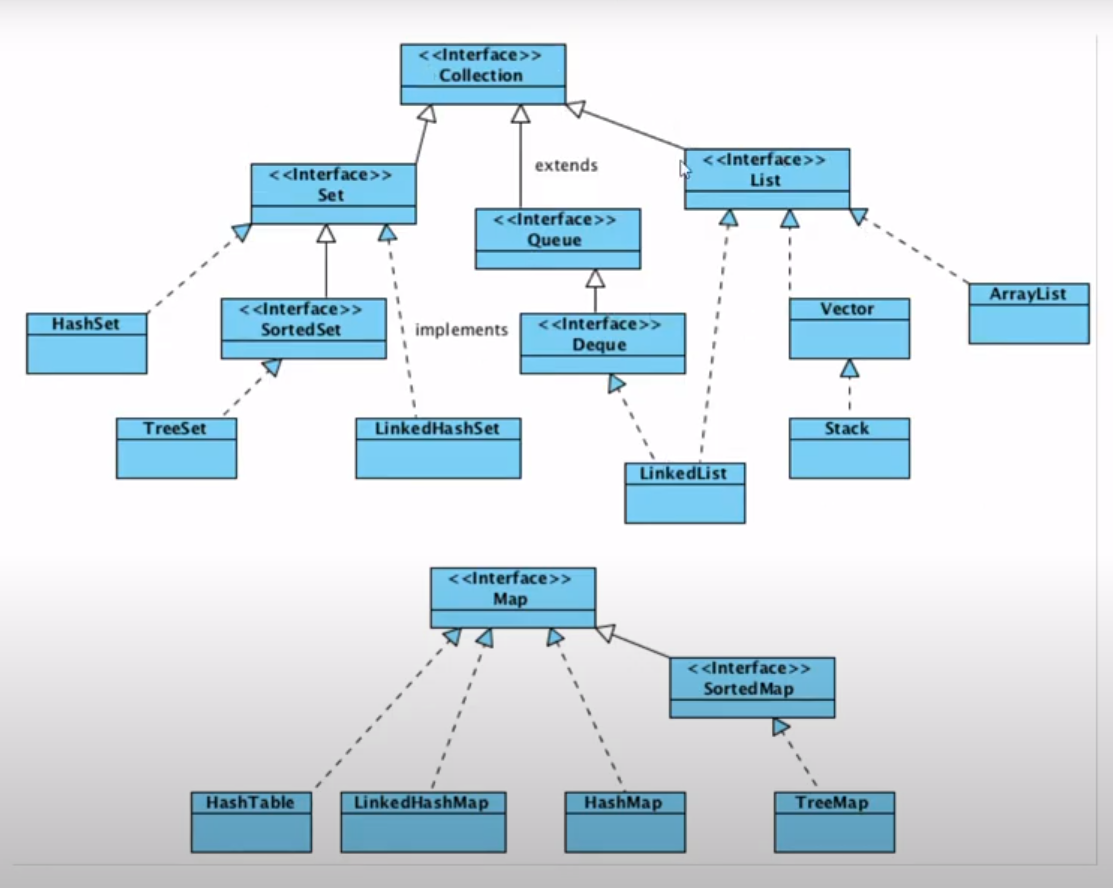 <<Interface>>
Collection
<<Interface>>
Set
extends
<<Interface>>
List
<<Interface>>
Queue
HashSet
<<Interface>>
SortedSet
implements
<<Interface>>
Deque
Vector
ArrayList
TreeSet
LinkedHashSet
LinkedList
Stack
<<Interface>>
Map
<<Interface>>
SortedMap
HashTable
LinkedHashMap
HashMap
TreeMap